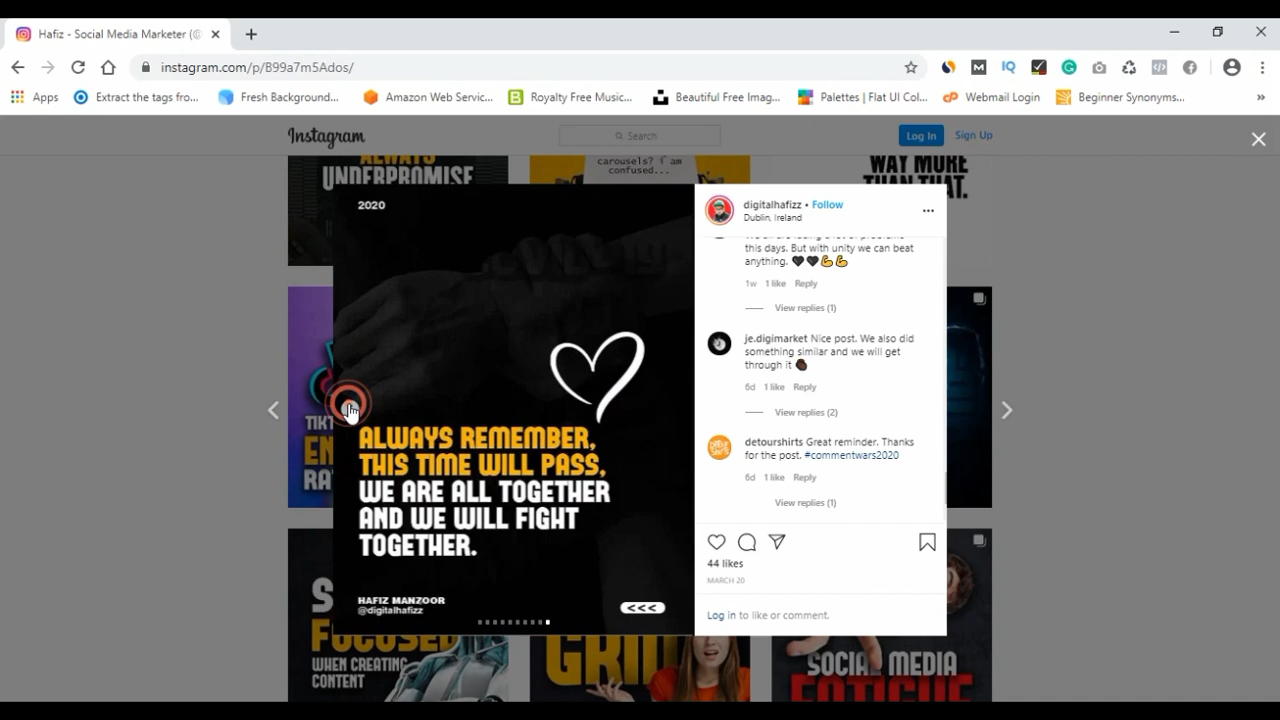 Hafiz - Social Media Marketer (@
instagram.com/p/B99a7m5Ados/
Apps
Extract the tags fro...
Fresh Background...
Amazon Web Servic...
Royalty Free Music...
Beautiful Free Imag...
Palettes | Flat UI Col...
Webmail Login
Beginner Synonyms...
»
Instagram
Search
Log In
Sign Up
ALWAYS
UNDERPROMISE
carousels? i am
confused...
WAY MORE
THAN THAT.
2020
ALWAYS REMEMBER,
THIS TIME WILL PASS,
WE ARE ALL TOGETHER
AND WE WILL FIGHT
TOGETHER.
HAFIZ MANZOOR
@digitalhafizz
<<<
digitalhafizz • Follow
Dublin, Ireland
this days. But with unity we can beat
anything. 🖤🖤💪💪
1w 1 like Reply
View replies (1)
je.digimarket Nice post. We also did
something similar and we will get
through it
6d 1 like Reply
View replies (2)
detourshirts Great reminder. Thanks
for the post. #commentwars2020
6d 1 like Reply
View replies (1)
44 likes
MARCH 20
Log in to like or comment.
TIKT
EN
RA
S
FOCUSED
WHEN CREATING
CONTENT
GRID
SOCIAL MEDIA
FATIGUE